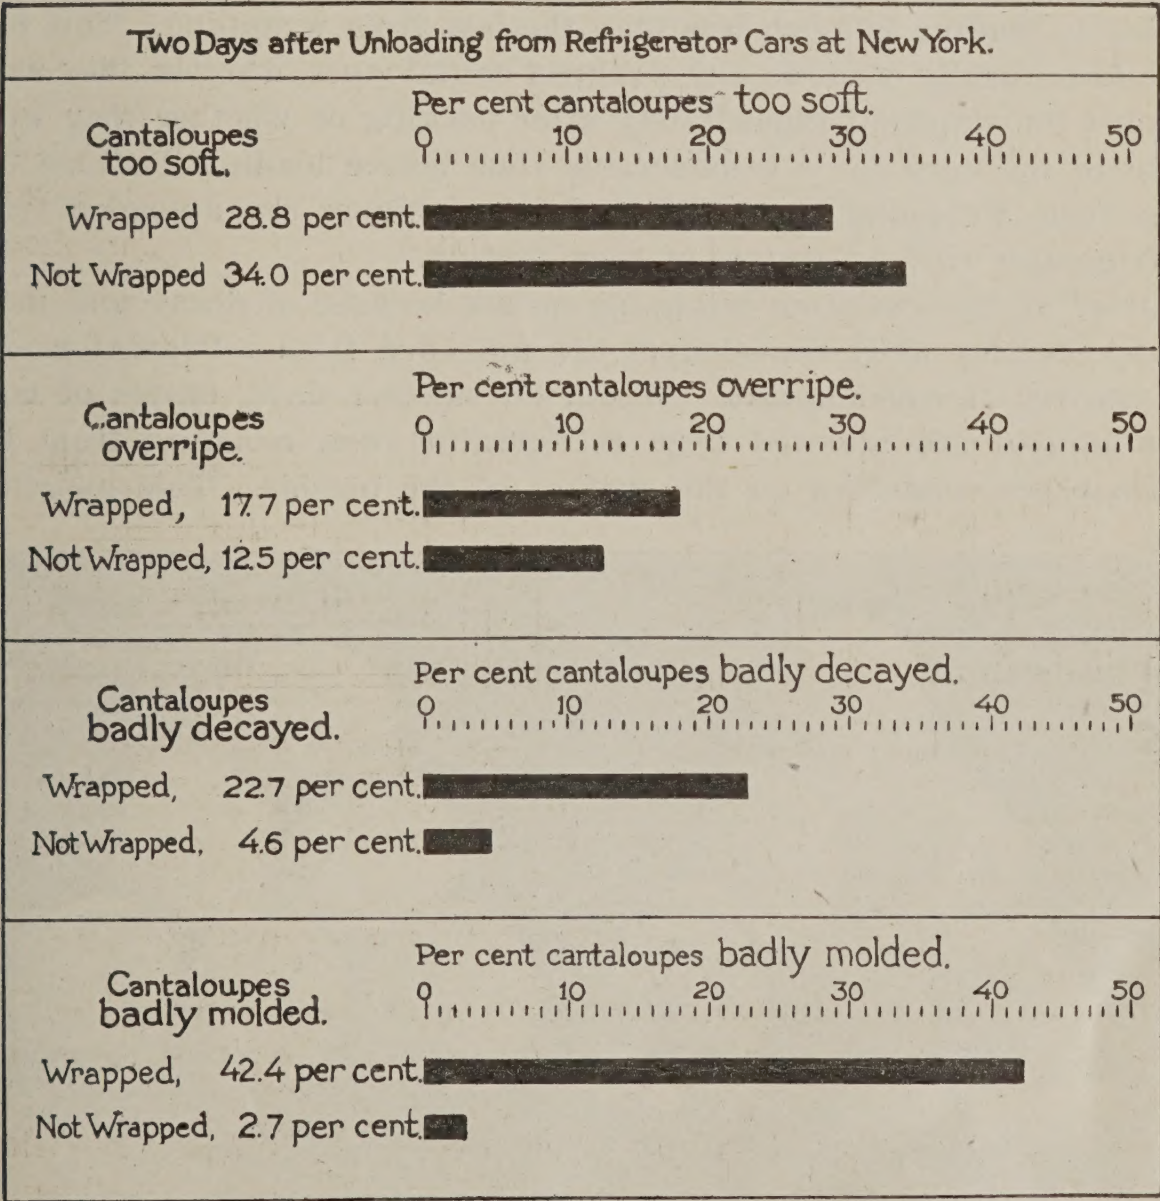 Two Days after Unloading from Refrigerator Cars at New York.
Per cent cantaloupes too soft.
Cantaloupes
too soft.
0 10 20 30 40 50
Wrapped 28.8 per cent.
Not Wrapped 34.0 per cent.
Per cent cantaloupes overripe.
Cantaloupes
overripe.
0 10 20 30 40 50
Wrapped, 17.7 per cent.
Not Wrapped, 12.5 per cent.
Per cent cantaloupes badly decayed.
Cantaloupes
badly decayed.
0 10 20 30 40 50
Wrapped, 22.7 per cent.
Not Wrapped, 4.6 per cent.
Per cent cantaloupes badly molded.
Cantaloupes
badly molded.
0 10 20 30 40 50
Wrapped, 42.4 per cent.
Not Wrapped, 2.7 per cent.